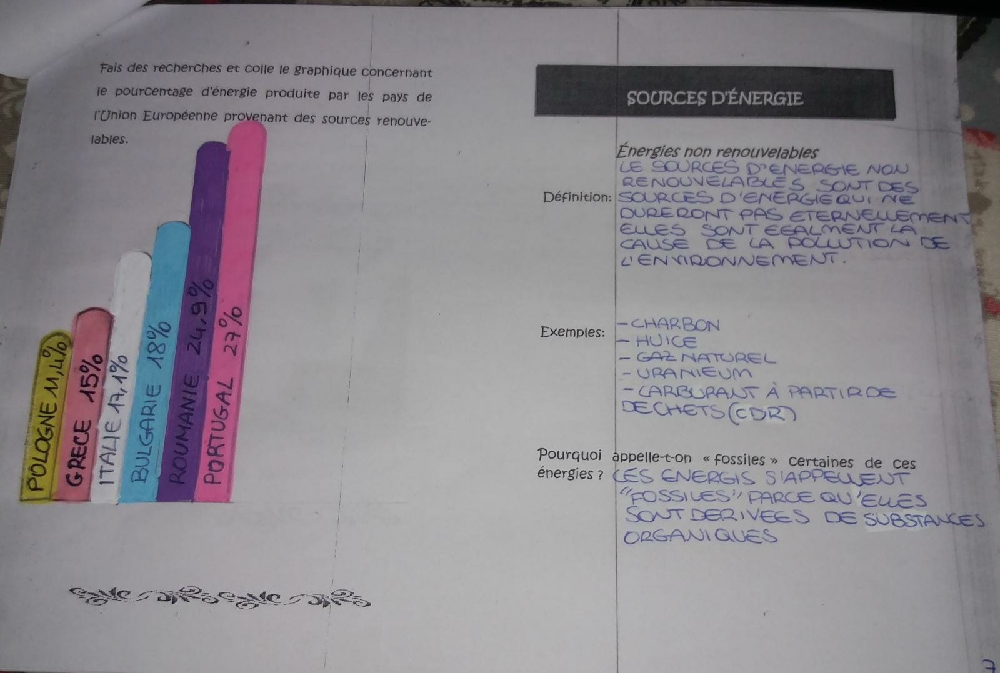 Fais des recherches et colle le graphique concernant
le pourcentage d'énergie produite par les pays de
l'Union Européenne provenant des sources renouve-
lables.
POLOGNE 11,4%
GRECE 15%
ITALIE 17,1%
BULGARIE 18%
ROUMANIE 24,9%
PORTUGAL 27%
SOURCES D'ÉNERGIE
Énergies non renouvelables
Définition:
LE SOURCES D'ENERGIE NON
RENOUVELABLES SONT DES
SOURCES D'ENERGIE QUI NE
DURERONT PAS ETERNELLEMENT
ELLES SONT EGALMENT LA
CAUSE DE LA POLLUTION DE
L'ENVIRONNEMENT.
Exemples:
- CHARBON
- HUICE
- GAZ NATUREL
- URANIEUM
- CARBURANT À PARTIR DE
DECHETS (CDR)
Pourquoi appelle-t-on « fossiles » certaines de ces
énergies ? LES ENERGIS S'APPELLENT
"FOSSILES" PARCE QU'ELLES
SONT DERIVEES DE SUBSTANCES
ORGANIQUES
7